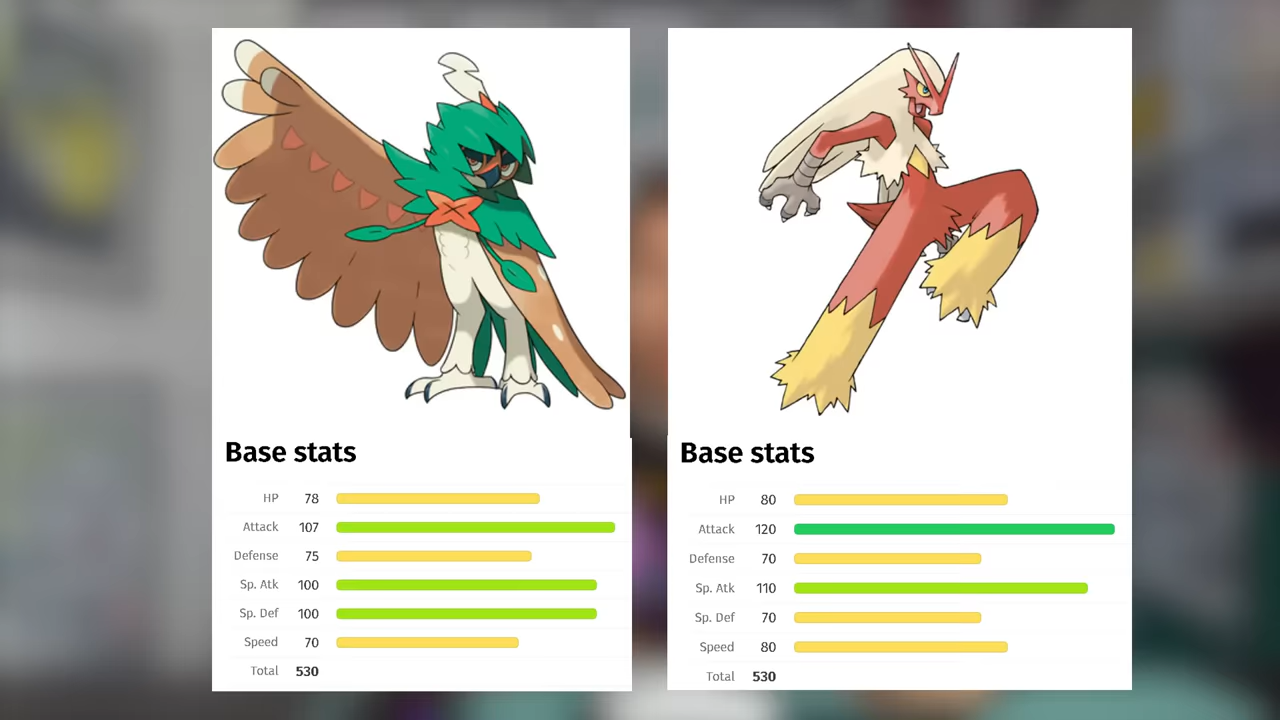 Base stats
HP 78
Attack 107
Defense 75
Sp. Atk 100
Sp. Def 100
Speed 70
Total 530
Base stats
HP 80
Attack 120
Defense 70
Sp. Atk 110
Sp. Def 70
Speed 80
Total 530